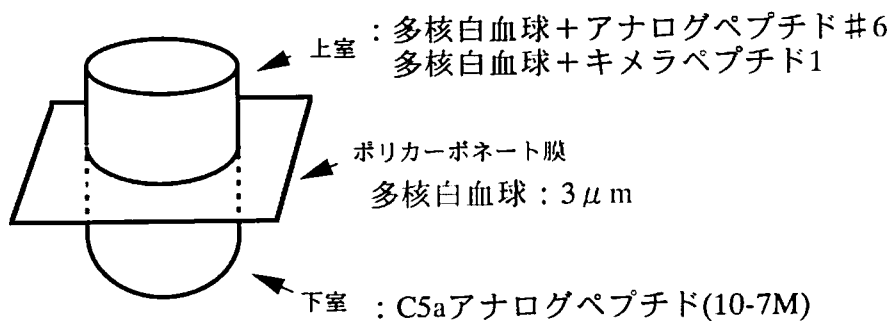 上室 :多核白血球+アナログペプチド#6
多核白血球+キメラペプチド1
ポリカーボネート膜
多核白血球:3μm
下室 :C5aアナログペプチド(10-7M)